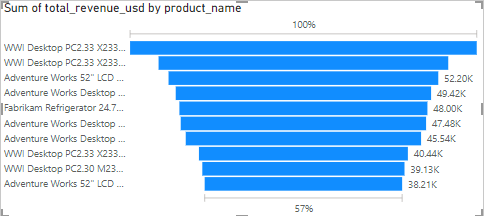 Sum of total_revenue_usd by product_name
100%
WWI Desktop PC2.33 X233...
WWI Desktop PC2.33 X233...
Adventure Works 52" LCD ... 52.20K
Adventure Works Desktop ... 49.42K
Fabrikam Refrigerator 24.7... 48.00K
Adventure Works Desktop ... 47.48K
Adventure Works Desktop ... 45.54K
WWI Desktop PC2.33 X233... 40.44K
WWI Desktop PC2.30 M23... 39.13K
Adventure Works 52" LCD ... 38.21K
57%